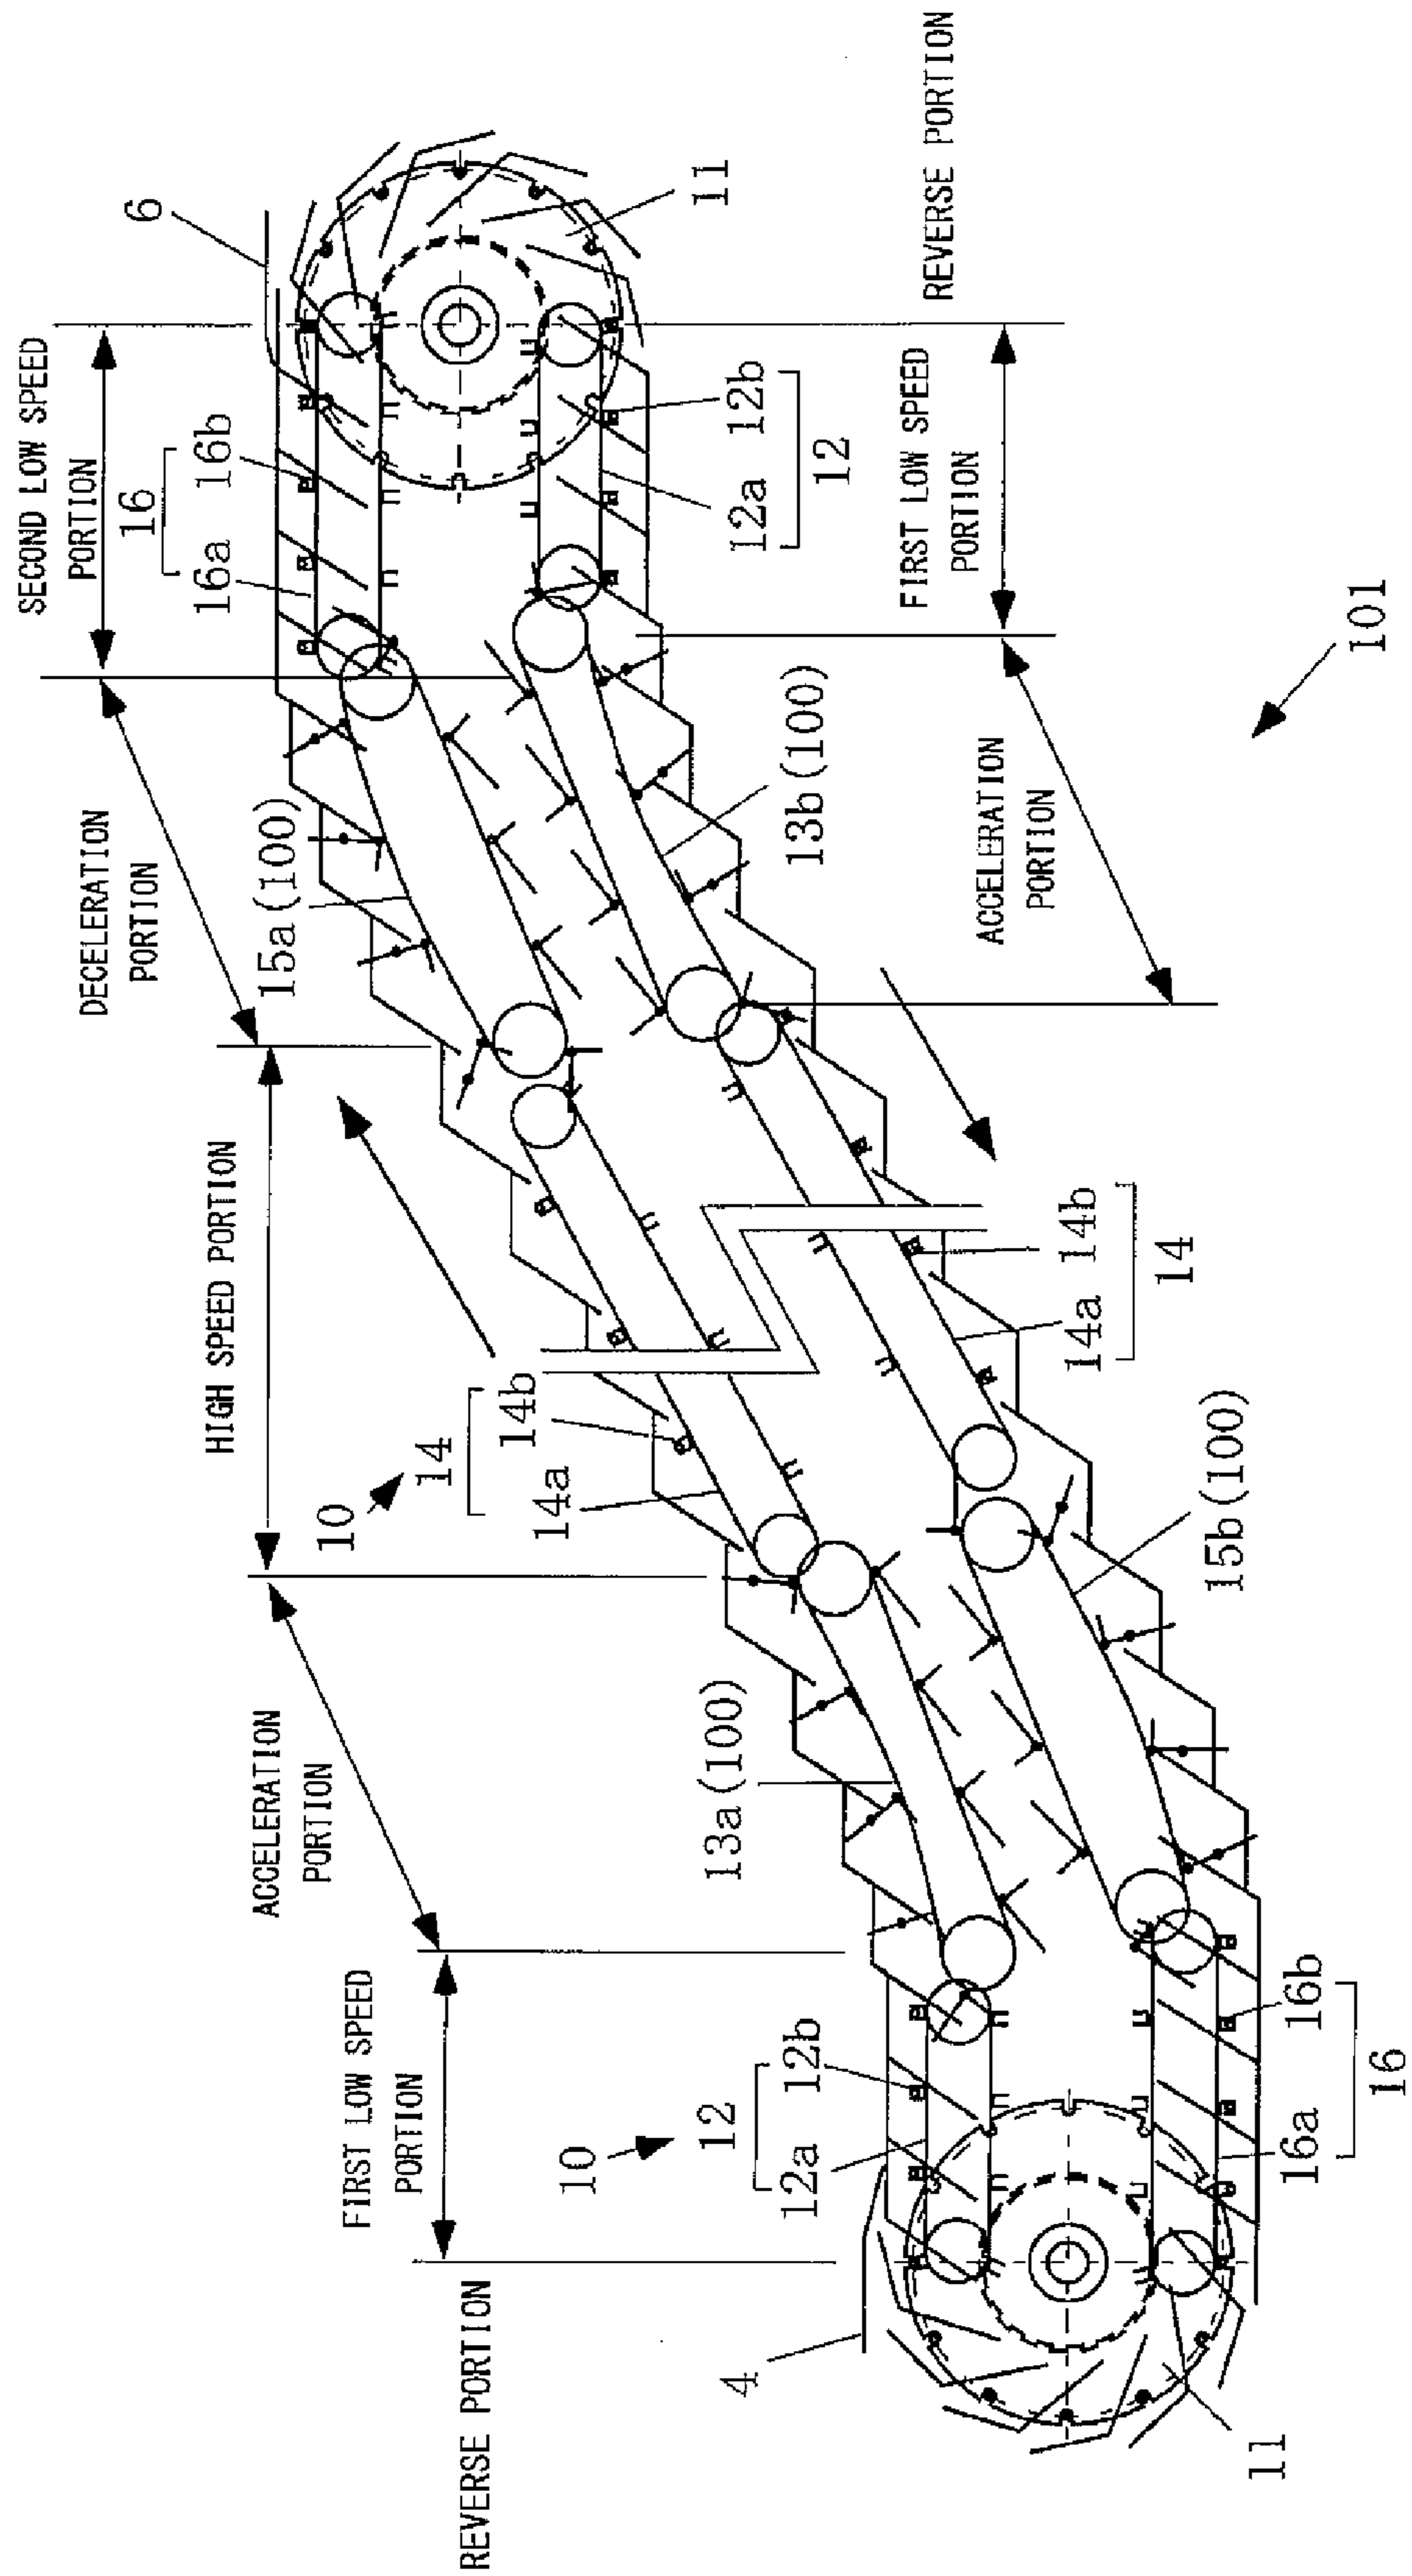 SECOND LOW SPEED
PORTION
DECELERATION
PORTION
6
16
16a 16b
HIGH SPEED PORTION
ACCELERATION
PORTION
15a(100)
10
FIRST LOW SPEED
PORTION
14
14a 14b
REVERSE PORTION
10
11
12
12a 12b
13a(100)
4
12a 12b
12
13b(100)
FIRST LOW SPEED
PORTION
REVERSE PORTION
ACCELERATION
PORTION
14a 14b
14
15b(100)
11
16a 16b
16
101